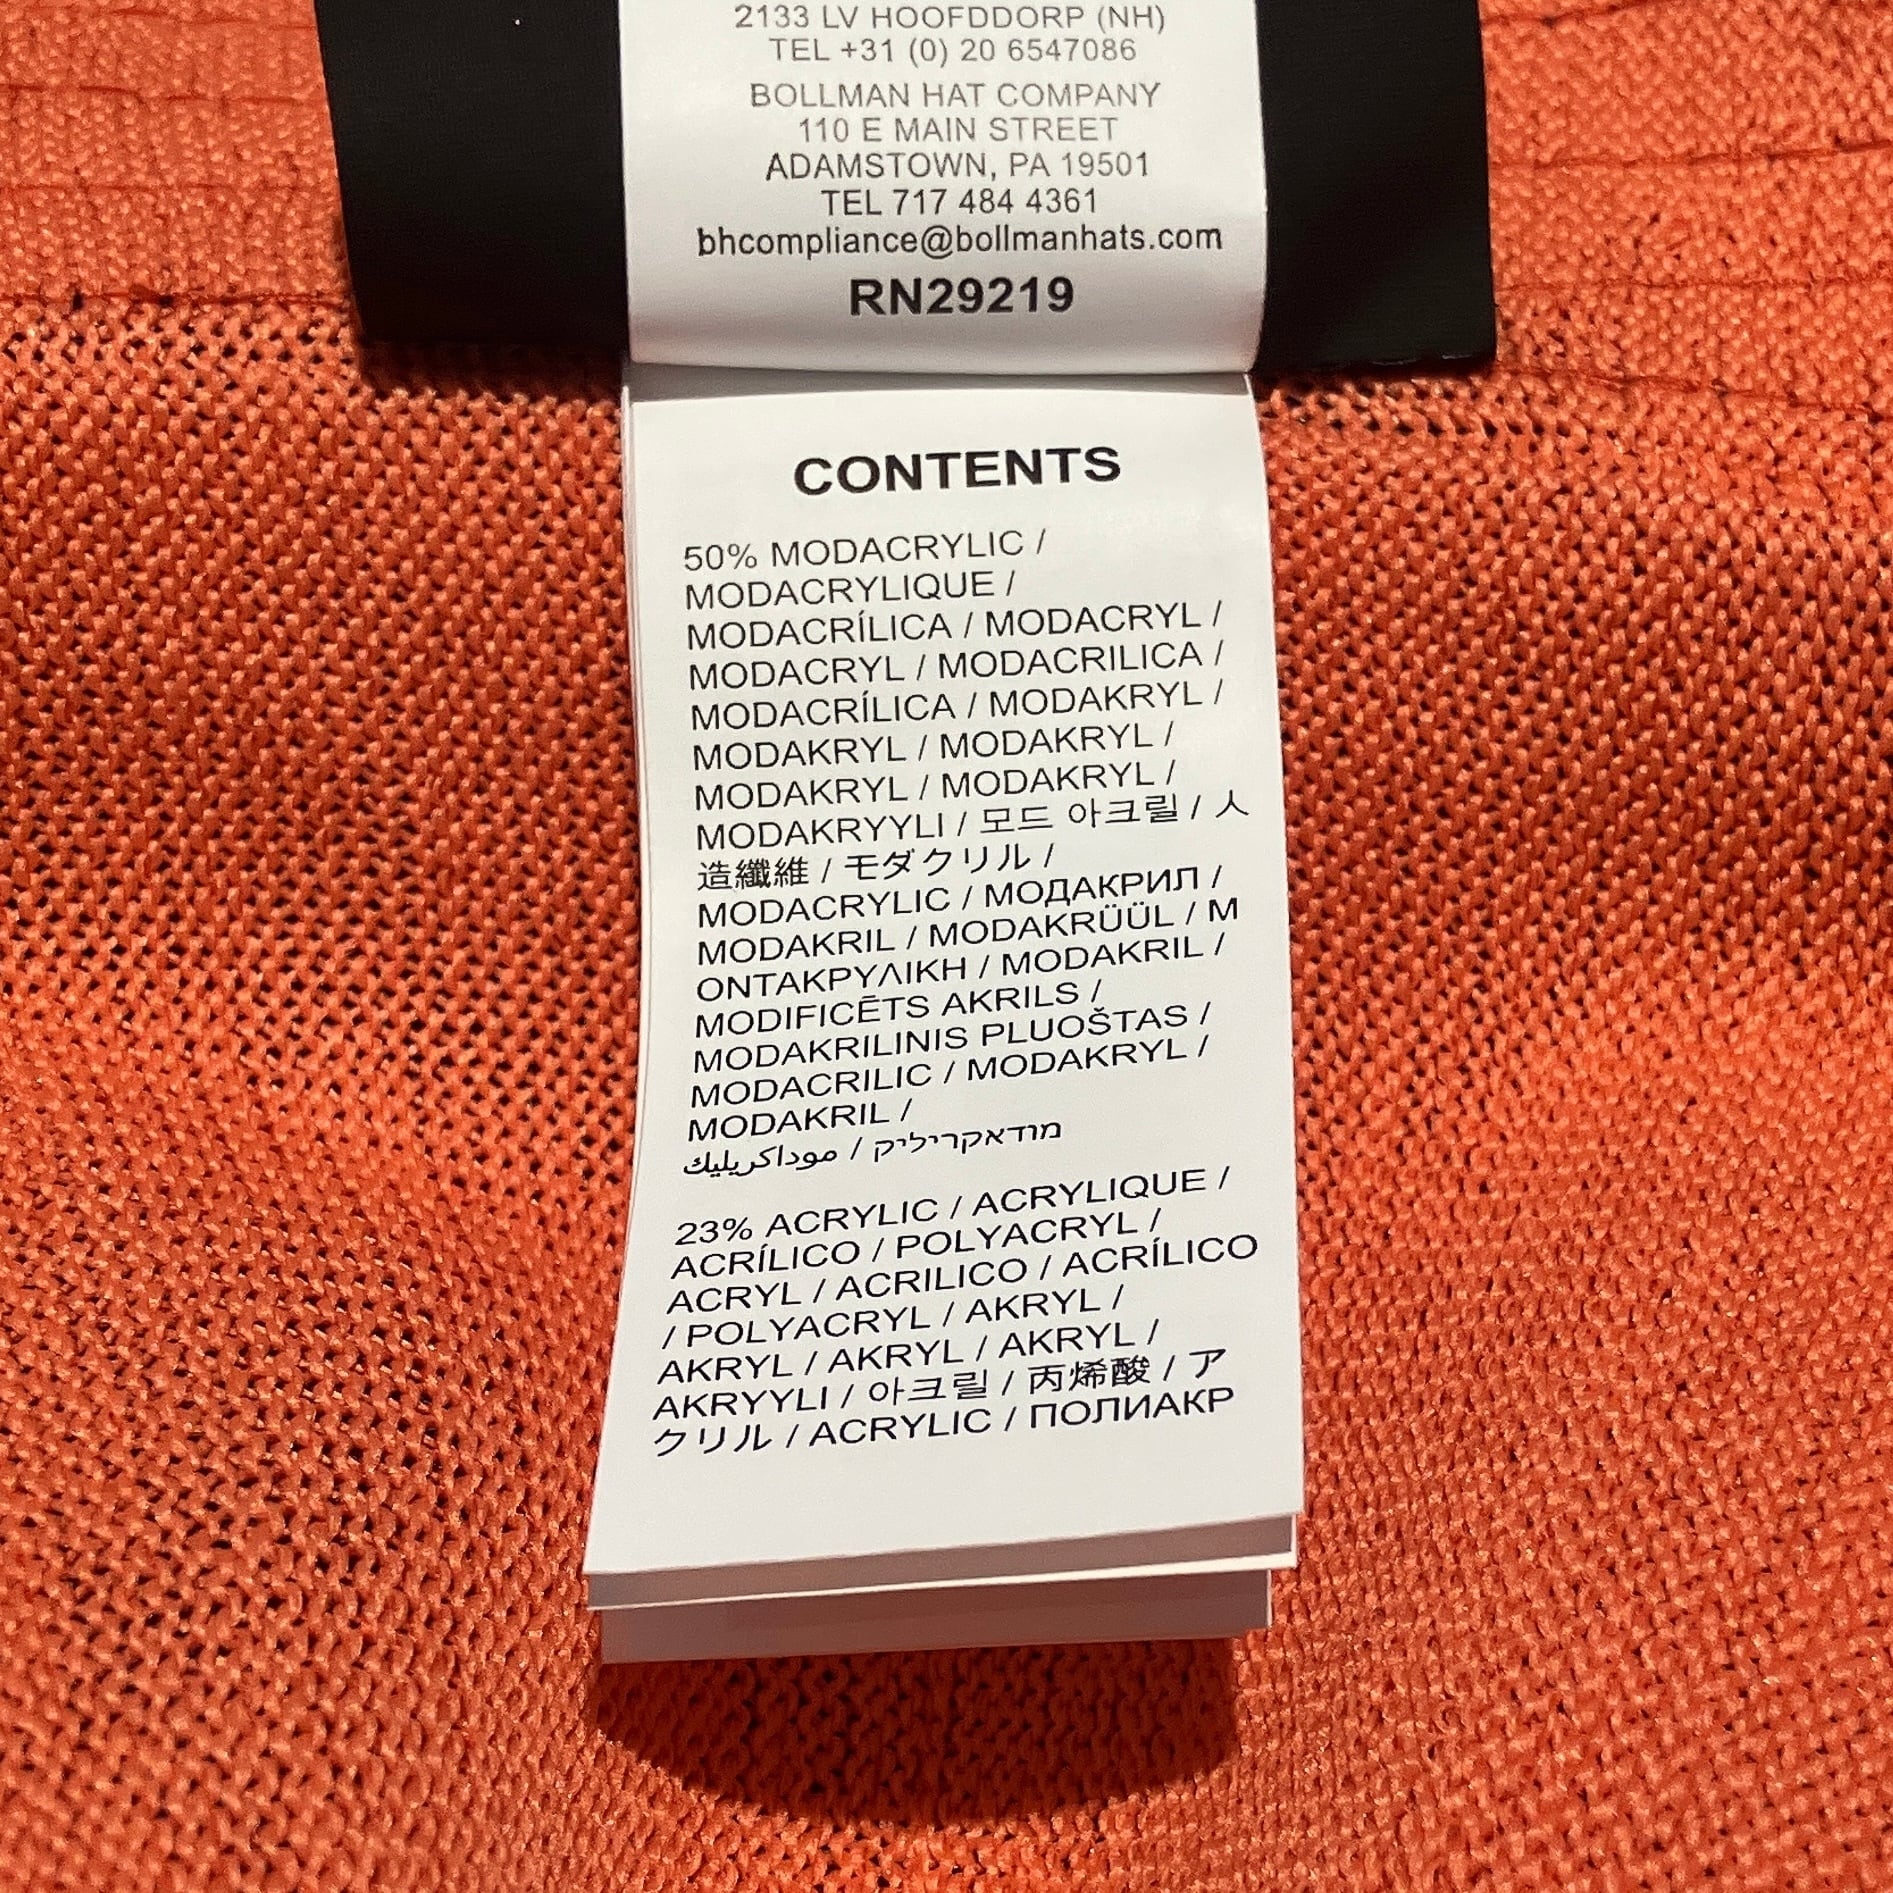 2133 LV HOOFDDORP (NH)
TEL +31 (0) 20 6547086
BOLLMAN HAT COMPANY
110 E MAIN STREET
ADAMSTOWN, PA 19501
TEL 717 484 4361
bhcompliance@bollmanhats.com
RN29219
CONTENTS
50% MODACRYLIC /
MODACRYLIQUE /
MODACRÍLICA / MODACRYL /
MODACRYL / MODACRILICA /
MODACRÍLICA / MODAKRYL /
MODAKRYL / MODAKRYL /
MODAKRYL / MODAKRYL /
MODAKRYYLI / 모드 아크릴 / 人
造纖維 / モダクリル /
MODACRYLIC / МОДАКРИЛ /
MODAKRIL / MODAKRÜÜL / Μ
ΟΝΤΑΚΡΥΛΙΚΗ / MODAKRIL /
MODIFICĒTS AKRILS /
MODAKRILINIS PLUOŠTAS /
MODACRILIC / MODAKRYL /
MODAKRIL /
מודאקריליק / موداكريليك
23% ACRYLIC / ACRYLIQUE /
ACRÍLICO / POLYACRYL /
ACRYL / ACRILICO / ACRÍLICO
/ POLYACRYL / AKRYL /
AKRYL / AKRYL / AKRYL /
AKRYYLI / 아크릴 / 丙烯酸 / ア
クリル / ACRYLIC / ПОЛИАКР